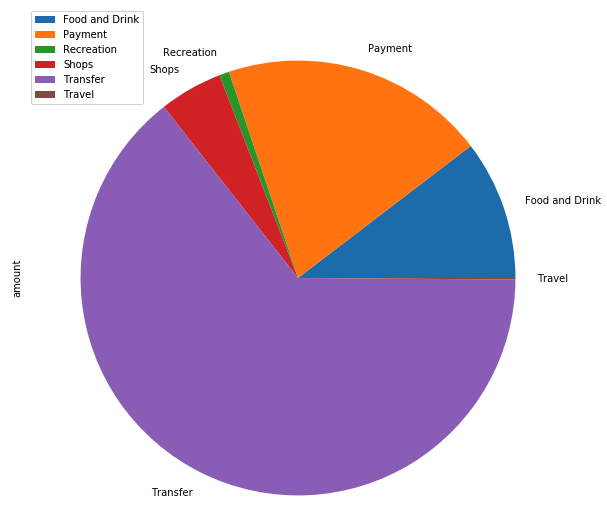 Food and Drink
Payment
Recreation
Shops
Transfer
Travel
Payment
Recreation
Shops
Food and Drink
Travel
amount
Transfer